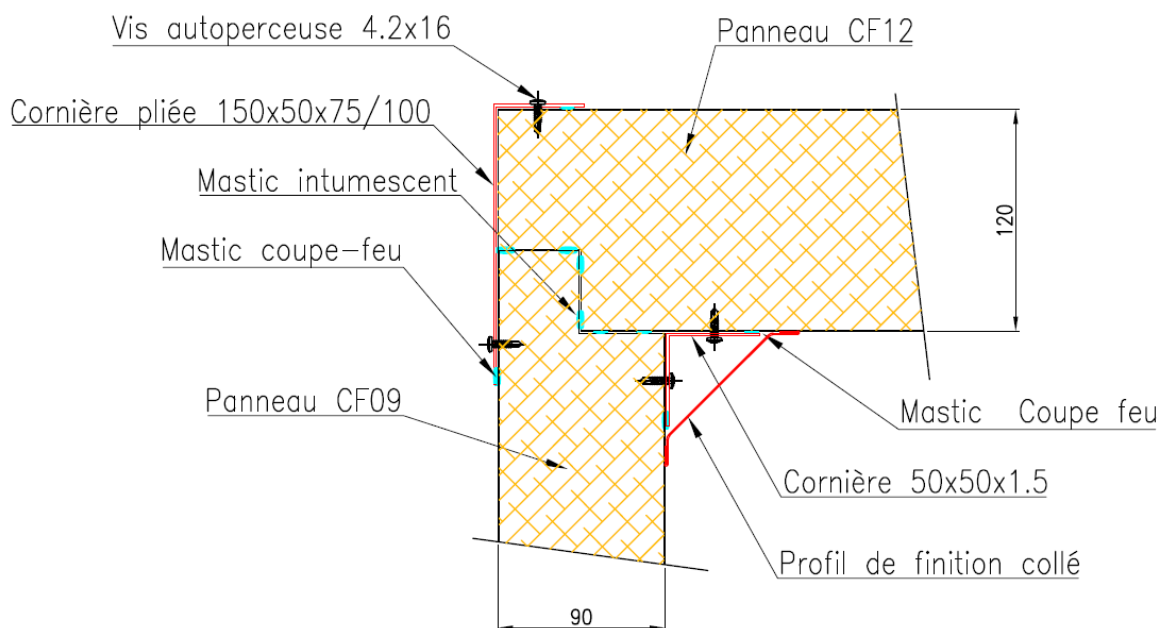 Vis autoperceuse 4.2x16
Panneau CF12
Cornière pliée 150x50x75/100
Mastic intumescent
120
Mastic coupe-feu
Panneau CF09
Mastic Coupe feu
Cornière 50x50x1.5
Profil de finition collé
90